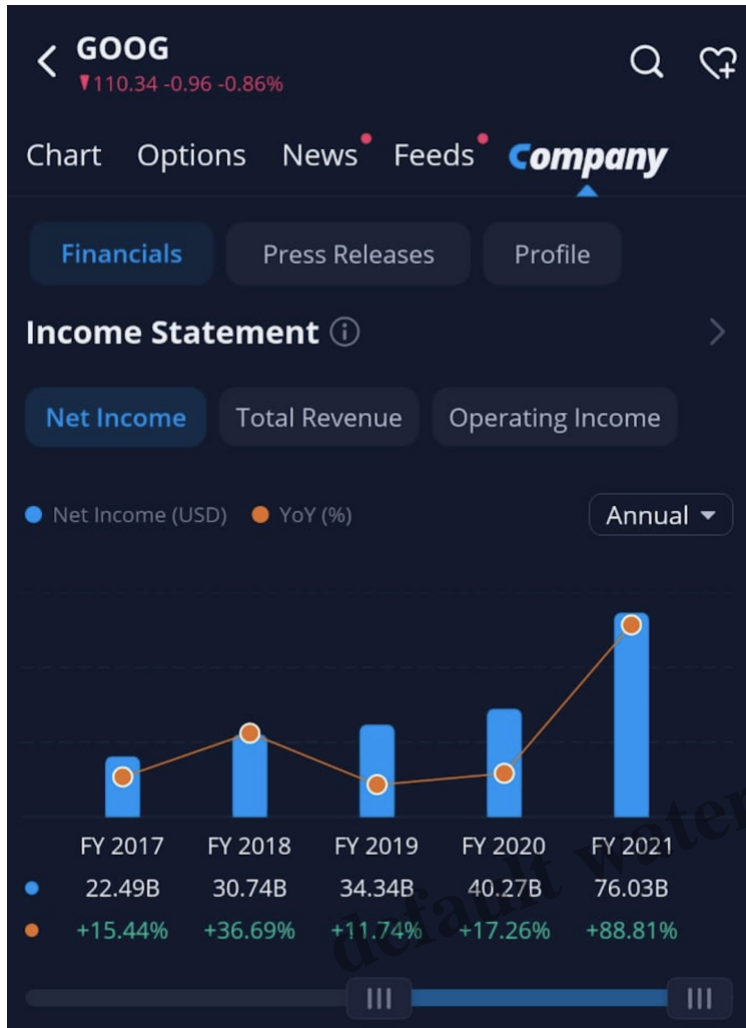 GOOG
▼110.34 -0.96 -0.86%
Chart Options News Feeds Company
Financials Press Releases Profile
Income Statement
Net Income Total Revenue Operating Income
Net Income (USD) YoY (%) Annual
FY 2017 FY 2018 FY 2019 FY 2020 FY 2021
22.49B 30.74B 34.34B 40.27B 76.03B
+15.44% +36.69% +11.74% +17.26% +88.81%
default water